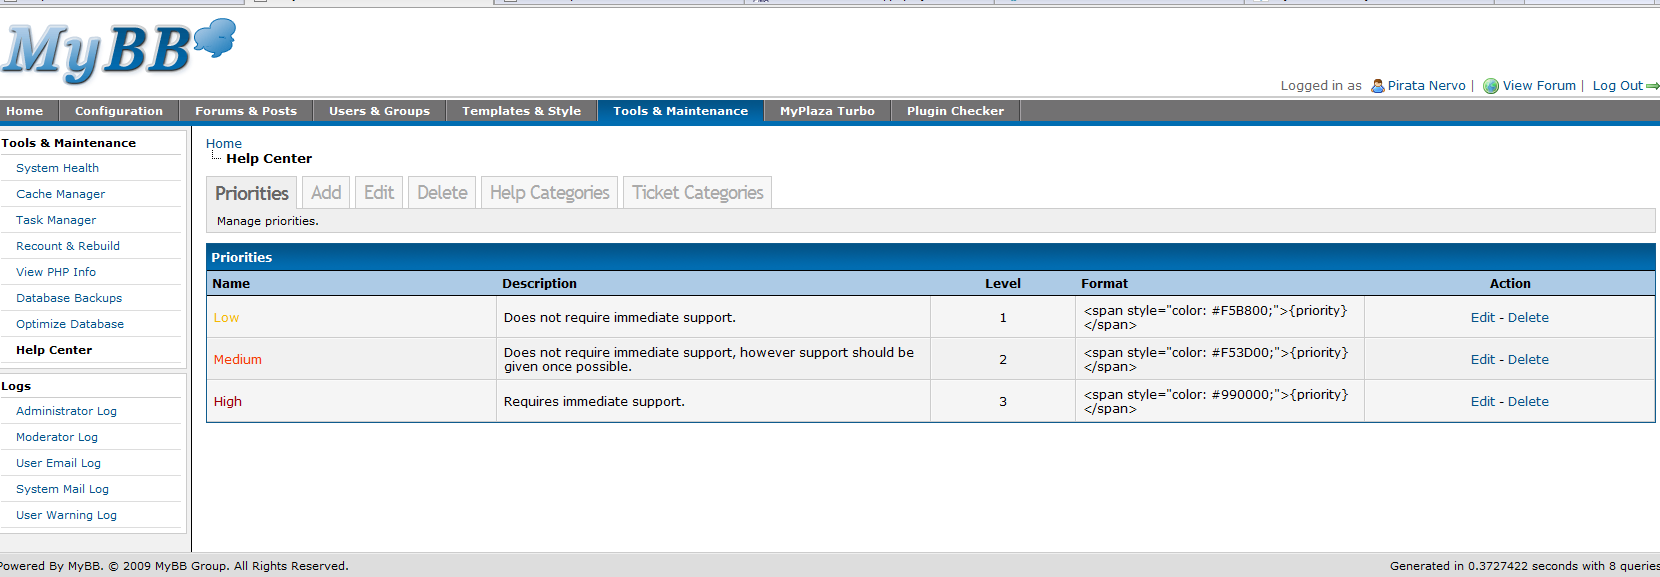 MyBB
Logged in as Pirata Nervo | View Forum | Log Out
Home Configuration Forums & Posts Users & Groups Templates & Style Tools & Maintenance MyPlaza Turbo Plugin Checker
Tools & Maintenance
System Health
Cache Manager
Task Manager
Recount & Rebuild
View PHP Info
Database Backups
Optimize Database
Help Center
Logs
Administrator Log
Moderator Log
User Email Log
System Mail Log
User Warning Log
Home
Help Center
Priorities Add Edit Delete Help Categories Ticket Categories
Manage priorities.
Priorities
Name Description Level Format Action
Low Does not require immediate support. 1 <span style="color: #F5B800;">{priority}
</span> Edit - Delete
Medium Does not require immediate support, however support should be
given once possible. 2 <span style="color: #F53D00;">{priority}
</span> Edit - Delete
High Requires immediate support. 3 <span style="color: #990000;">{priority}
</span> Edit - Delete
Powered By MyBB. © 2009 MyBB Group. All Rights Reserved.
Generated in 0.3727422 seconds with 8 queries